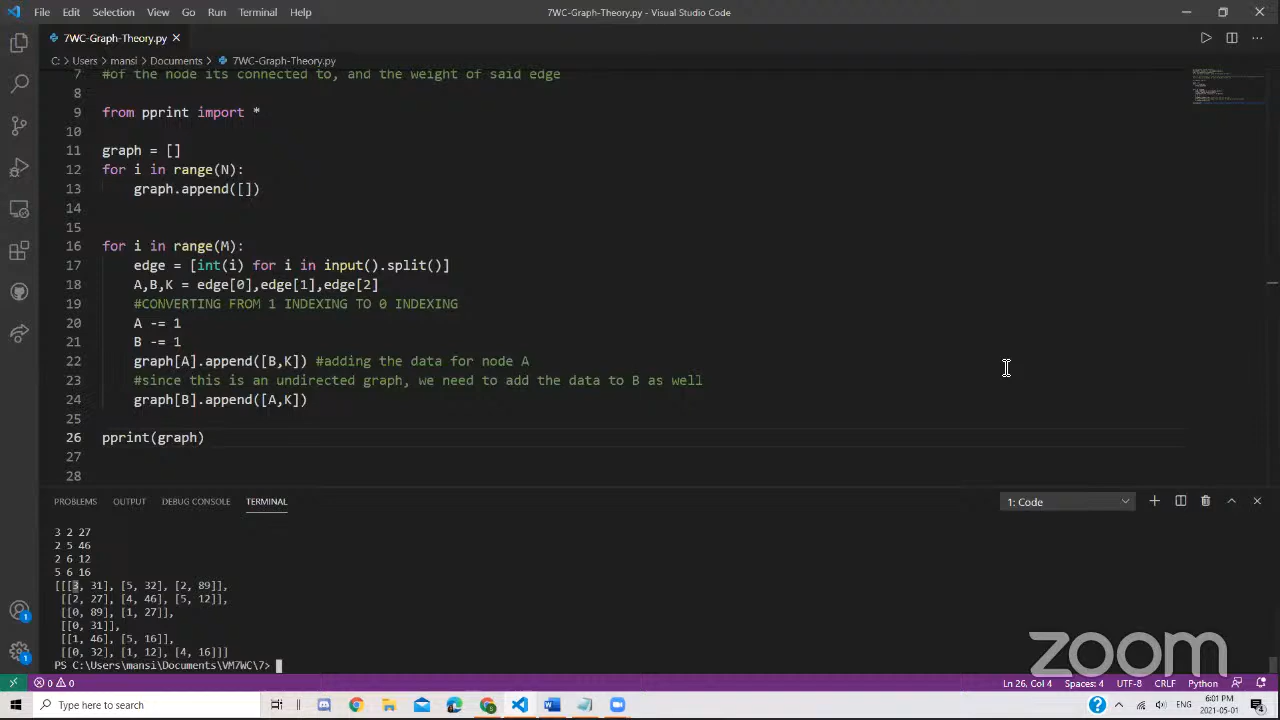 File Edit Selection View Go Run Terminal Help 7WC-Graph-Theory.py - Visual Studio Code
7WC-Graph-Theory.py
C: > Users > mansi > Documents > 7WC-Graph-Theory.py
7 #of the node its connected to, and the weight of said edge
8
9 from pprint import *
10
11 graph = []
12 for i in range(N):
13 graph.append([])
14
15
16 for i in range(M):
17 edge = [int(i) for i in input().split()]
18 A,B,K = edge[0],edge[1],edge[2]
19 #CONVERTING FROM 1 INDEXING TO 0 INDEXING
20 A -= 1
21 B -= 1
22 graph[A].append([B,K]) #adding the data for node A
23 #since this is an undirected graph, we need to add the data to B as well
24 graph[B].append([A,K])
25
26 pprint(graph)
27
28
PROBLEMS OUTPUT DEBUG CONSOLE TERMINAL 1: Code
3 2 27
2 5 46
2 6 12
5 6 16
[[[3, 31], [5, 32], [2, 89]],
[[2, 27], [4, 46], [5, 12]],
[[0, 89], [1, 27]],
[[0, 31]],
[[1, 46], [5, 16]],
[[0, 32], [1, 12], [4, 16]]]
PS C:\Users\mansi\Documents\VM7WC\7>
zoom
0 0 Ln 26, Col 4 Spaces: 4 UTF-8 CRLF Python
Type here to search ENG 6:01 PM
2021-05-01